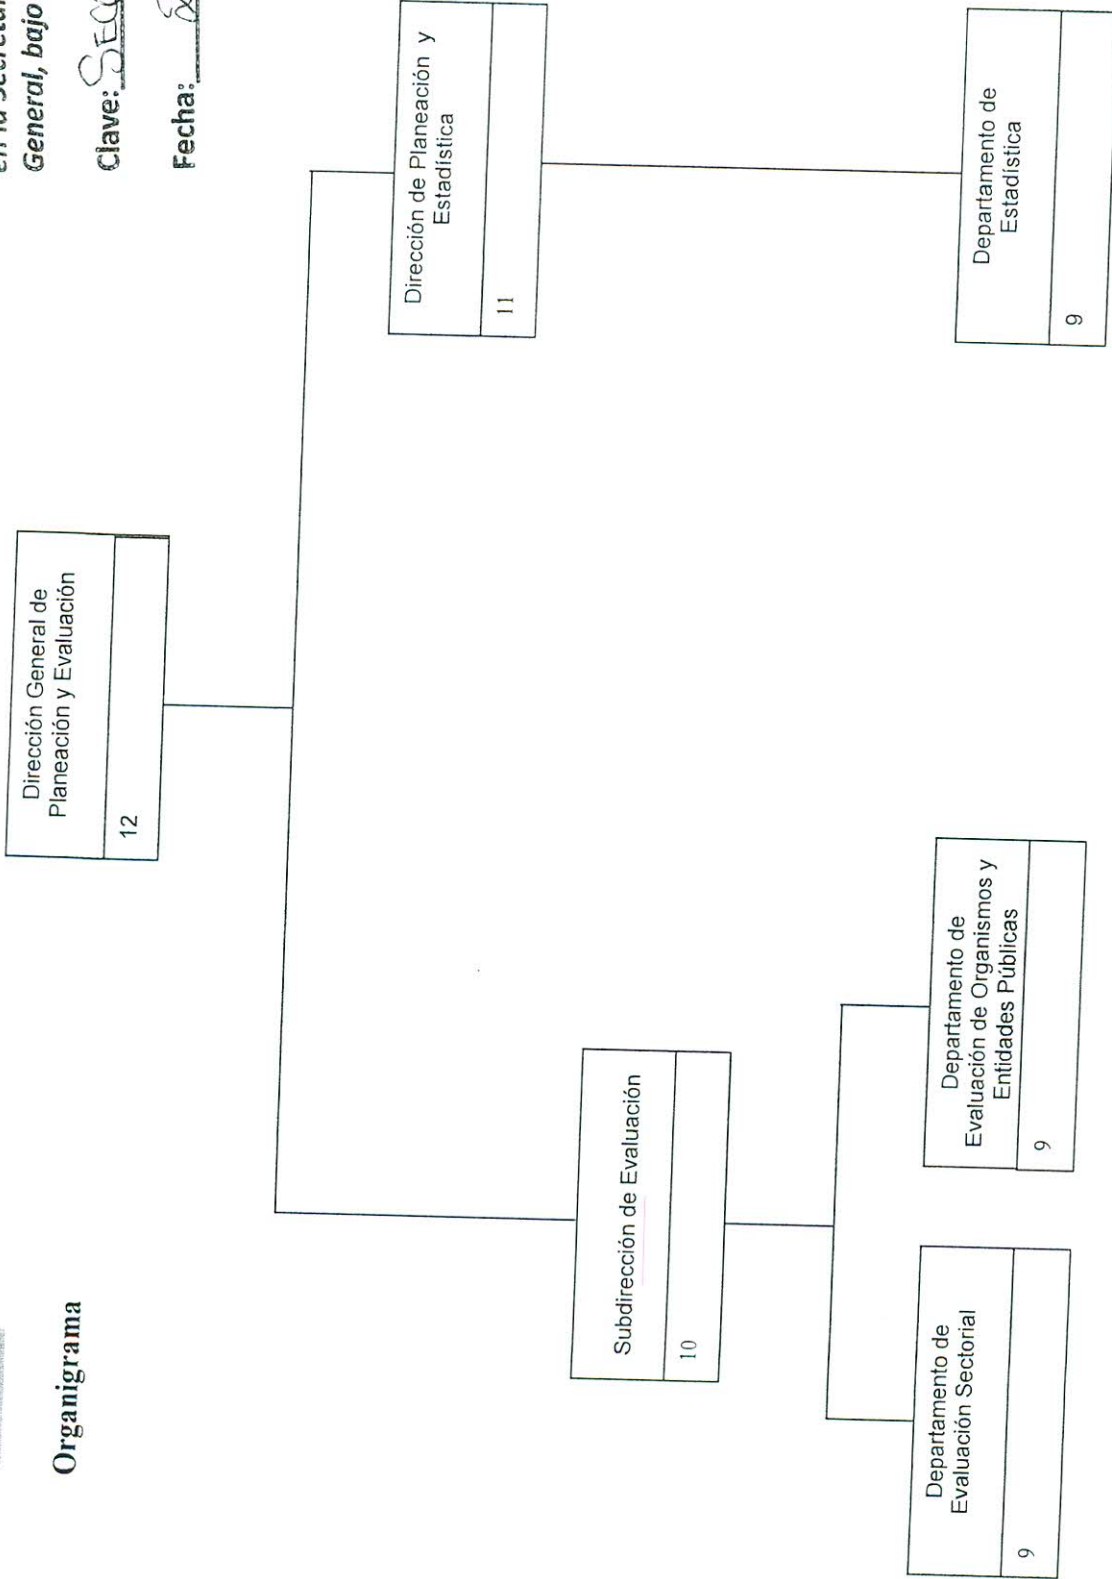 General, bajo
Clave:
Fecha:
Organigrama
Dirección General de
Planeación y Evaluación
12
Dirección de Planeación y
Estadística
11
Subdirección de Evaluación
10
Departamento de
Evaluación Sectorial
9
Departamento de
Evaluación de Organismos y
Entidades Públicas
9
Departamento de
Estadística
9